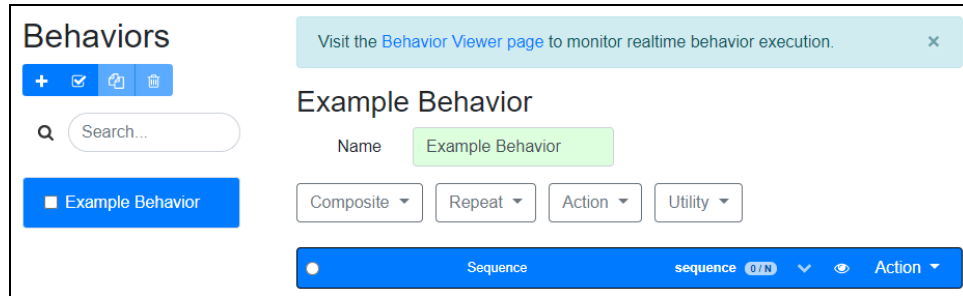 Behaviors
Search...
Example Behavior
Visit the Behavior Viewer page to monitor realtime behavior execution. ×
Example Behavior
Name Example Behavior
Composite Repeat Action Utility
Sequence sequence 0 / N Action